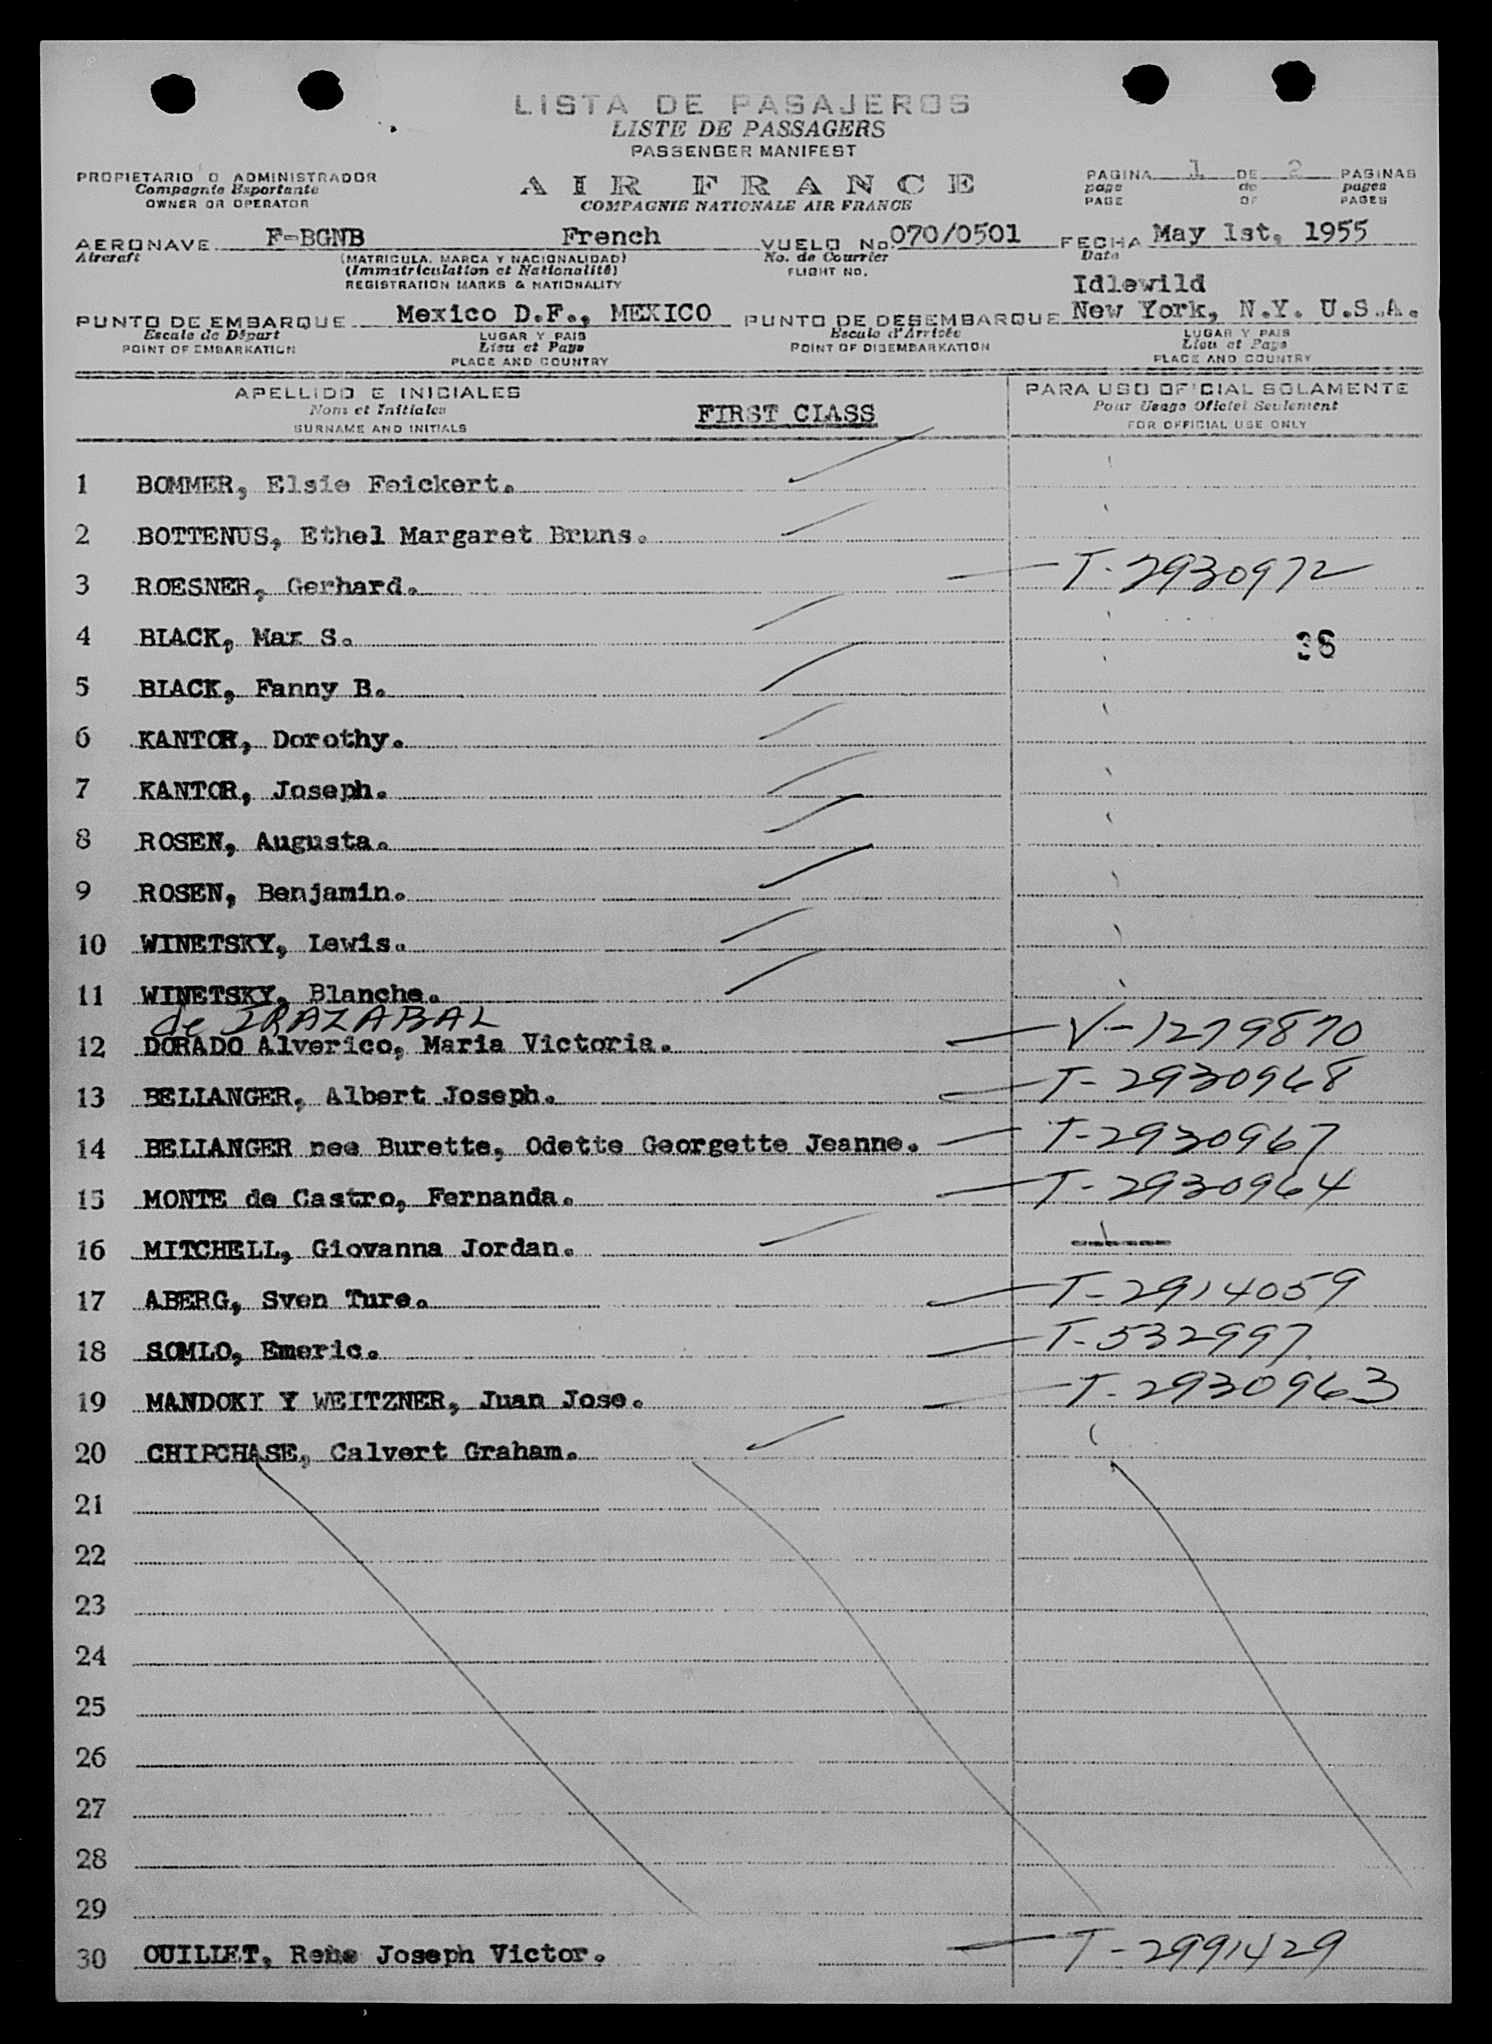 LISTA DE PASAJEROS
LISTE DE PASSAGERS
PASSENGER MANIFEST
PROPIETARIO O ADMINISTRADOR
Compagnie Exportante
OWNER OR OPERATOR
AIR FRANCE
COMPAGNIE NATIONALE AIR FRANCE
PAGINA 1 DE 2 PAGINAS
page de pages
PAGE OF PAGES
AERONAVE F-BGNB French VUELO No. 070/0501 FECHA May 1st, 1955
Aircraft (MATRICULA, MARCA Y NACIONALIDAD) No. de Courrier Date
(Immatriculation et Nationalité) FLIGHT NO.
REGISTRATION MARKS & NATIONALITY
Idlewild
PUNTO DE EMBARQUE Mexico D.F., MEXICO PUNTO DE DESEMBARQUE New York, N.Y. U.S.A.
Escale de Départ LUGAR Y PAIS Escale d'Arrivée LUGAR Y PAIS
POINT OF EMBARKATION Lieu et Pays POINT OF DISEMBARKATION Lieu et Pays
PLACE AND COUNTRY PLACE AND COUNTRY
APELLIDO E INICIALES PARA USO OFICIAL SOLAMENTE
Nom et Initiales FIRST CLASS Pour Usage Oficiel Seulement
SURNAME AND INITIALS FOR OFFICIAL USE ONLY
1 BOMMER, Elsie Feickert.
2 BOTTENUS, Ethel Margaret Bruns.
3 ROESNER, Gerhard. T-2930972
4 BLACK, Max S. 36
5 BLACK, Fanny B.
6 KANTOR, Dorothy.
7 KANTOR, Joseph.
8 ROSEN, Augusta.
9 ROSEN, Benjamin.
10 WINETSKY, Lewis.
11 WINETSKY, Blanche.
de IRAZABAL
12 DORADO Alverico, Maria Victoria. V-1279870
13 BELLANGER, Albert Joseph. T-2930968
14 BELLANGER nee Burette, Odette Georgette Jeanne. T-2930967
15 MONTE de Castro, Fernanda. T-2930964
16 MITCHELL, Giovanna Jordan.
17 ABERG, Sven Ture. T-2914059
18 SOMLO, Emeric. T-532997
19 MANDOKI Y WEITZNER, Juan Jose. T-2930963
20 CHIPCHASE, Calvert Graham.
21
22
23
24
25
26
27
28
29
30 OUILLET, Rene Joseph Victor. T-2991429